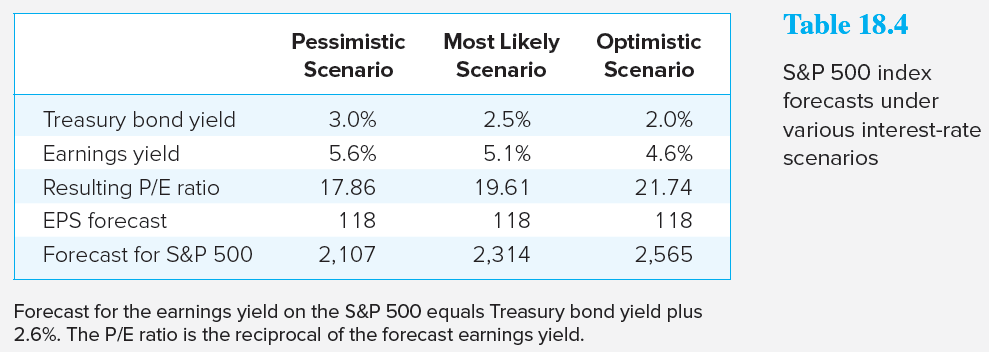 Pessimistic Scenario Most Likely Scenario Optimistic Scenario
Treasury bond yield 3.0% 2.5% 2.0%
Earnings yield 5.6% 5.1% 4.6%
Resulting P/E ratio 17.86 19.61 21.74
EPS forecast 118 118 118
Forecast for S&P 500 2,107 2,314 2,565
Forecast for the earnings yield on the S&P 500 equals Treasury bond yield plus
2.6%. The P/E ratio is the reciprocal of the forecast earnings yield.
Table 18.4
S&P 500 index
forecasts under
various interest-rate
scenarios